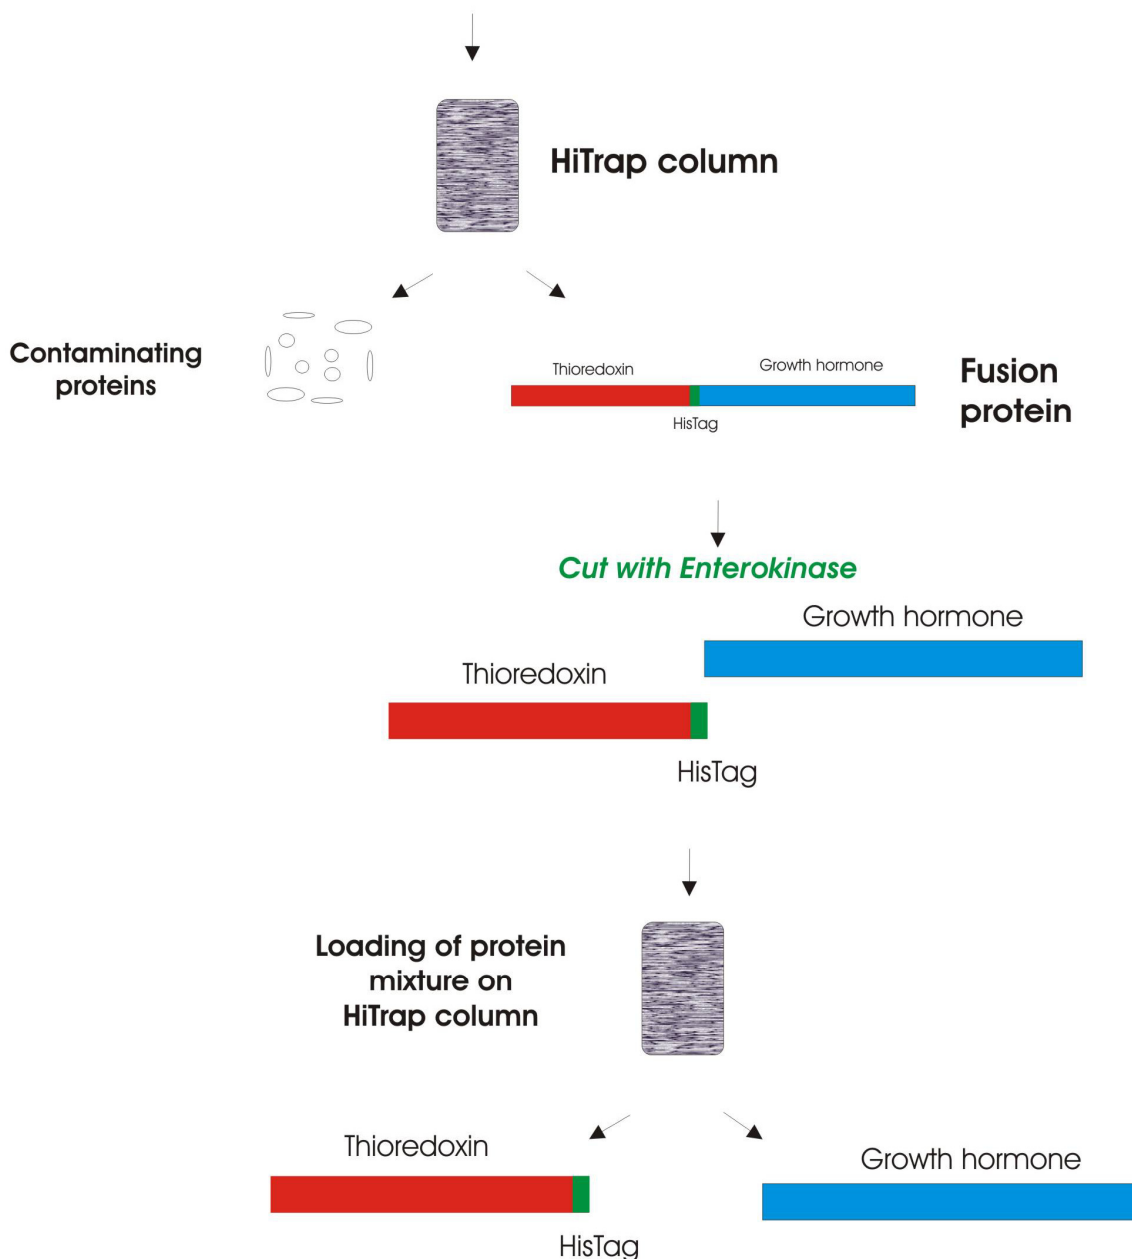 HiTrap column
Contaminating
proteins
Thioredoxin
Growth hormone
HisTag
Fusion
protein
Cut with Enterokinase
Growth hormone
Thioredoxin
HisTag
Loading of protein
mixture on
HiTrap column
Thioredoxin
Growth hormone
HisTag